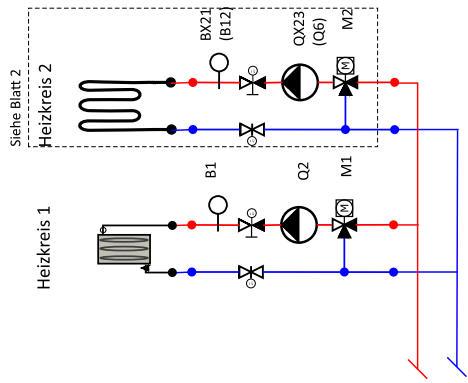 Siehe Blatt 2
Heizkreis 2
BX21
(B12)
QX23
(Q6)
M2
M
Heizkreis 1
B1
Q2
M1
M